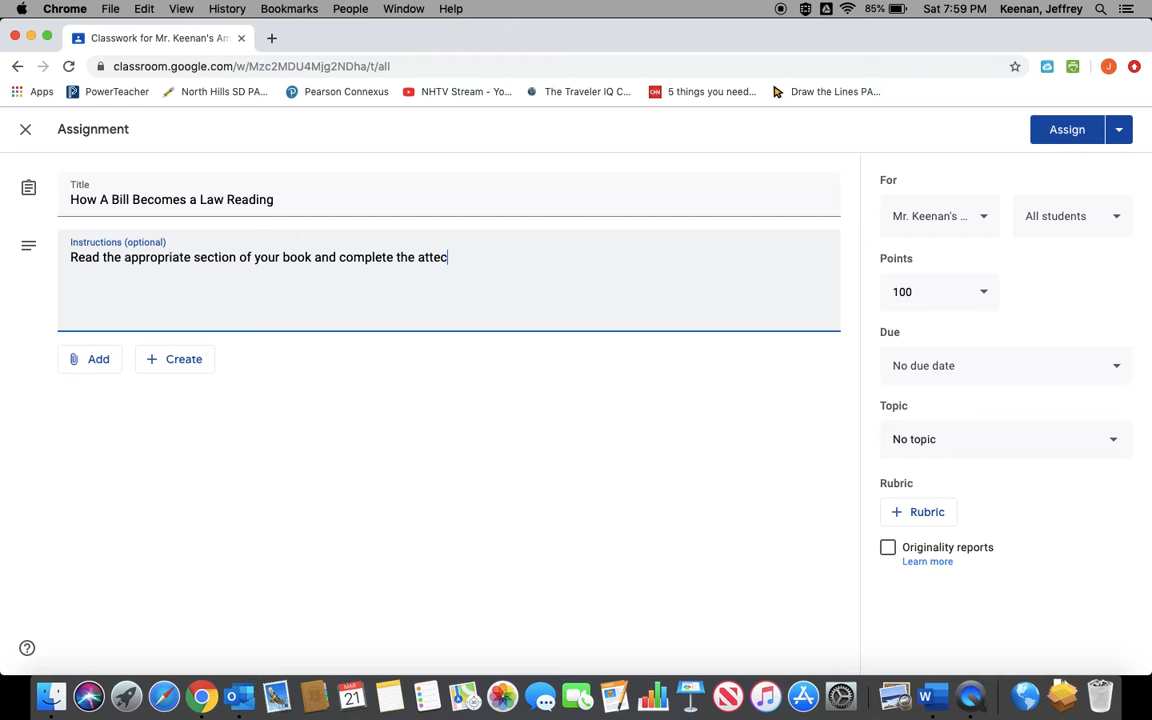 Chrome File Edit View History Bookmarks People Window Help 85% Sat 7:59 PM Keenan, Jeffrey
Classwork for Mr. Keenan's Am
classroom.google.com/w/Mzc2MDU4Mjg2NDha/t/all J
Apps PowerTeacher North Hills SD PA... Pearson Connexus NHTV Stream - Yo... The Traveler IQ C... CNN 5 things you need... Draw the Lines PA...
Assignment Assign
Title
How A Bill Becomes a Law Reading
Instructions (optional)
Read the appropriate section of your book and complete the attec
Add Create
For
Mr. Keenan's ... All students
Points
100
Due
No due date
Topic
No topic
Rubric
Rubric
Originality reports
Learn more
MAR
21
W